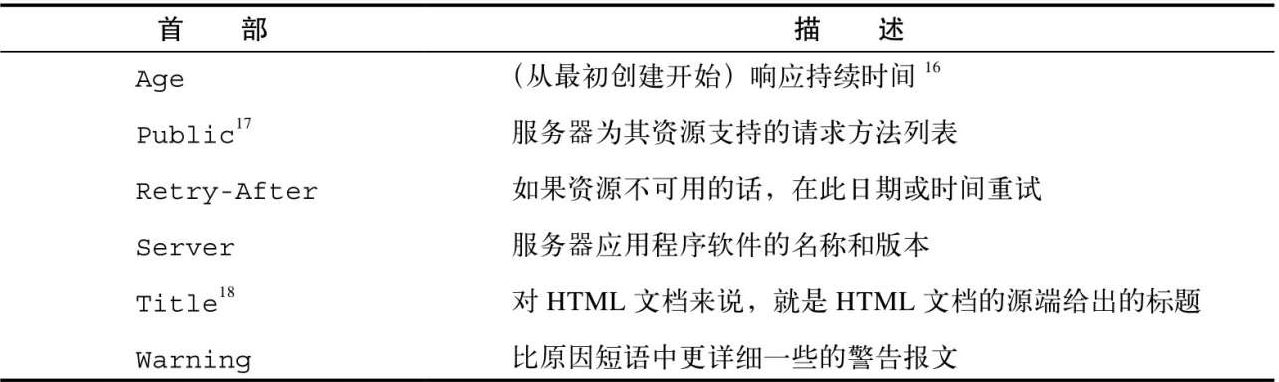 首 部 描 述
Age （从最初创建开始）响应持续时间16
Public17 服务器为其资源支持的请求方法列表
Retry-After 如果资源不可用的话，在此日期或时间重试
Server 服务器应用程序软件的名称和版本
Title18 对 HTML 文档来说，就是 HTML 文档的源端给出的标题
Warning 比原因短语中更详细一些的警告报文